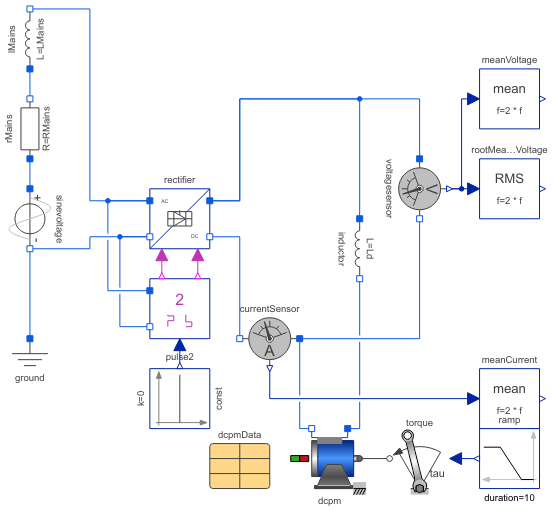 meanVoltage
mean
f=2 * f
rootMea...Voltage
RMS
f=2 * f
lMains
L=LMains
rMains
R=RMains
sinevoltage
+
-
ground
rectifier
AC
DC
2
pulse2
k=0
const
voltagesensor
V
inductor
L=Ld
currentSensor
A
meanCurrent
mean
f=2 * f
ramp
duration=10
dcpmData
dcpm
torque
tau